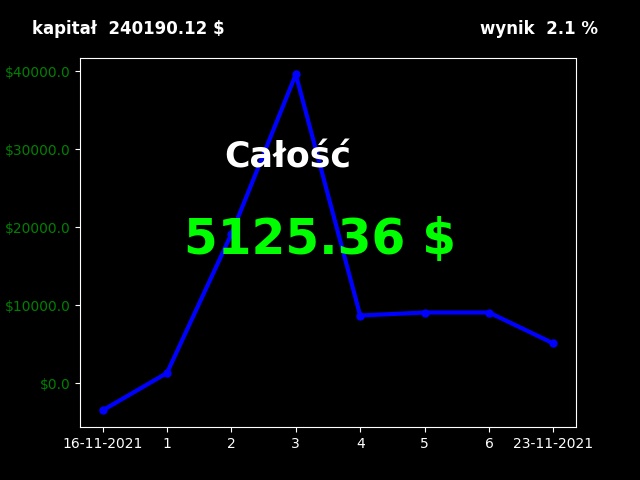 kapitał 240190.12 $
wynik 2.1 %
$40000.0
$30000.0
$20000.0
$10000.0
$0.0
Całość
5125.36 $
16-11-2021 1 2 3 4 5 6 23-11-2021